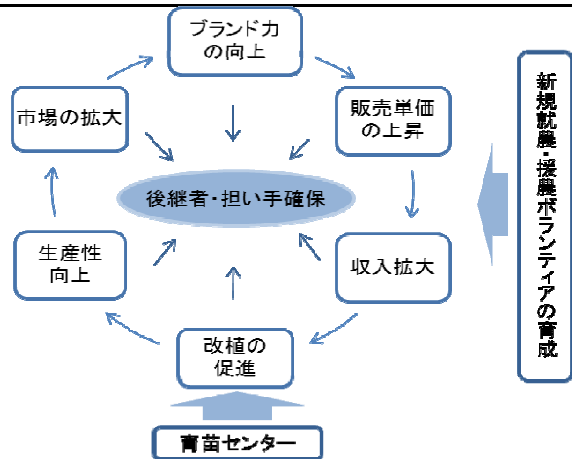 ブランド力
の向上
市場の拡大
販売単価
の上昇
後継者・担い手確保
生産性
向上
収入拡大
改植の
促進
育苗センター
新規就農・援農ボランティアの育成